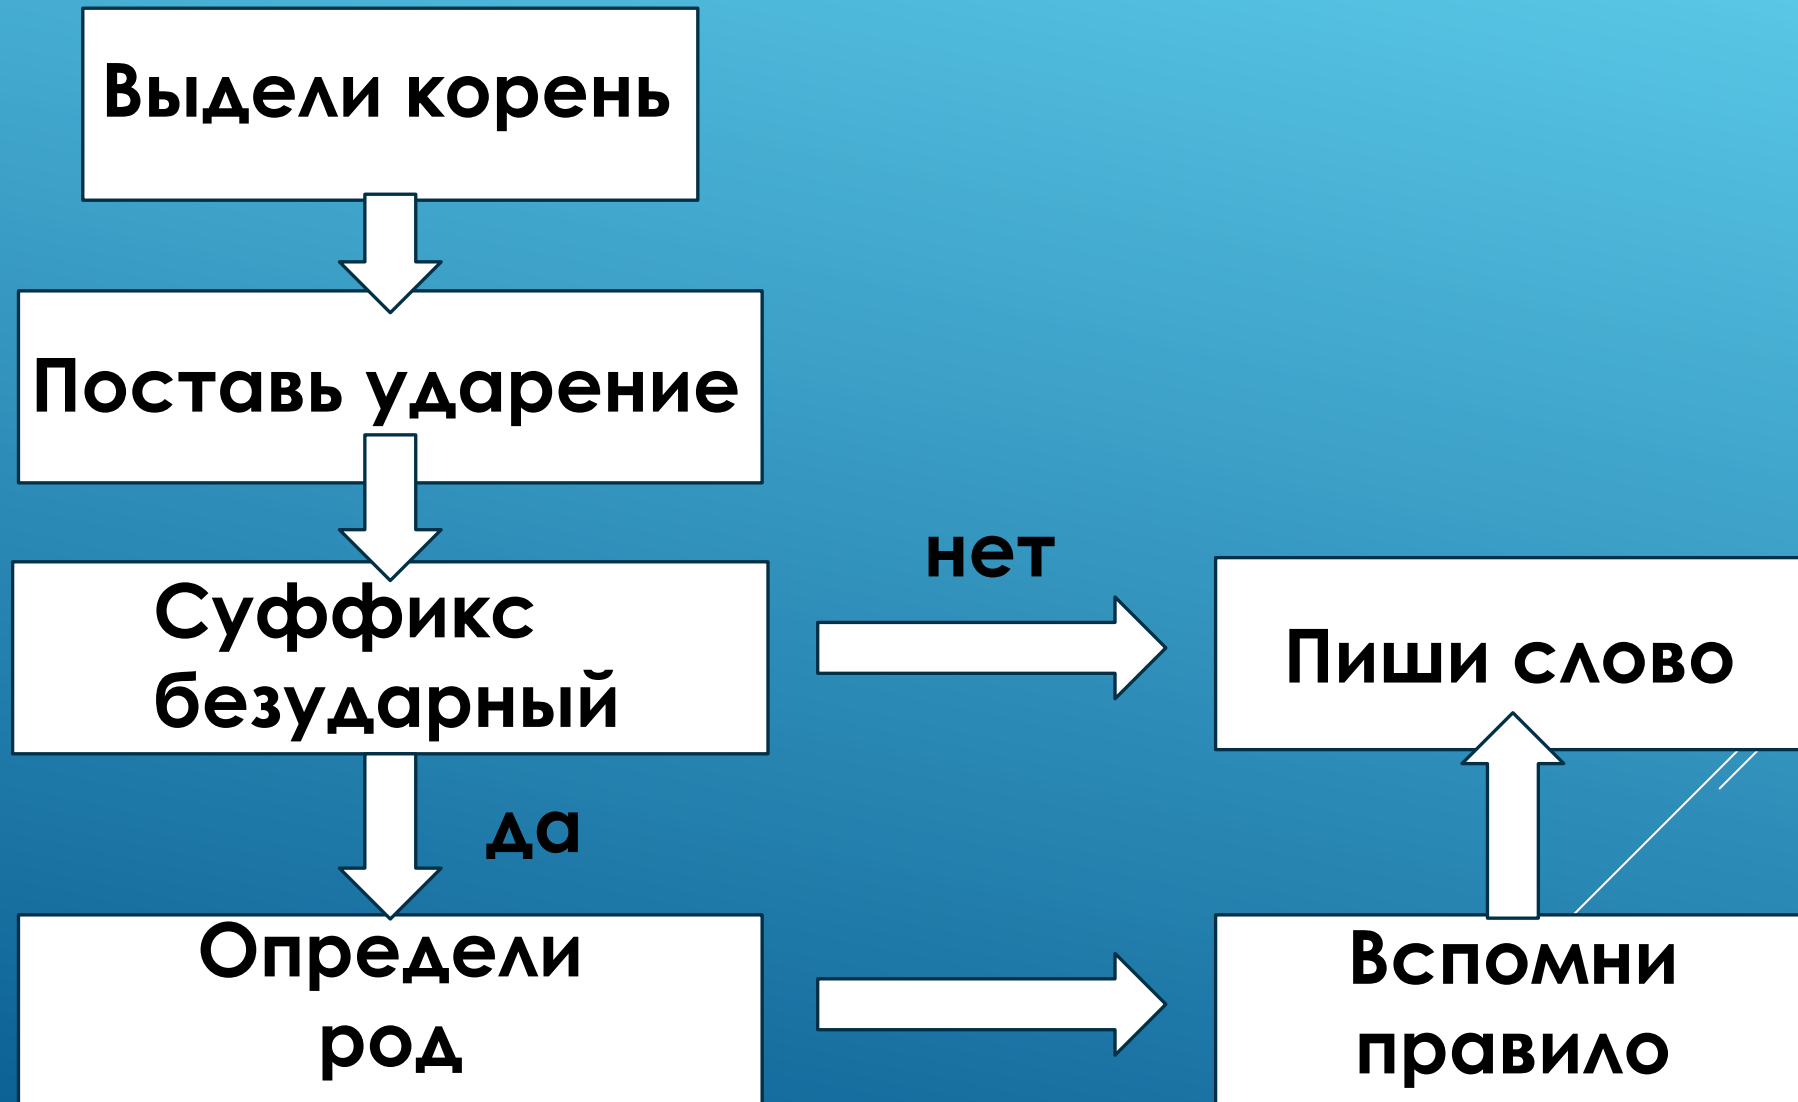 Выдели корень
Поставь ударение
Суффикс
безударный
нет
Пиши слово
да
Определи
род
Вспомни
правило